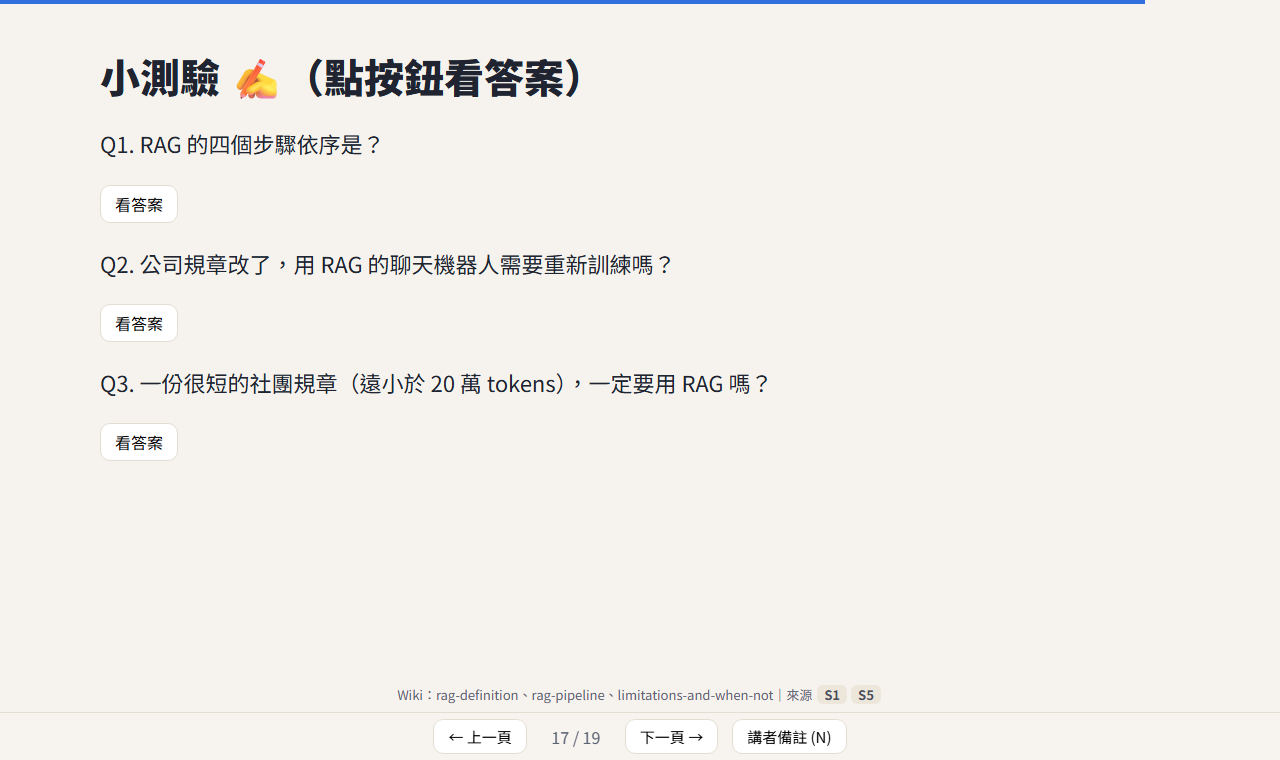 小測驗 ✍️（點按鈕看答案）
Q1. RAG 的四個步驟依序是？
看答案
Q2. 公司規章改了，用 RAG 的聊天機器人需要重新訓練嗎？
看答案
Q3. 一份很短的社團規章（遠小於 20 萬 tokens），一定要用 RAG 嗎？
看答案
Wiki：rag-definition、rag-pipeline、limitations-and-when-not｜來源 S1 S5
← 上一頁 17 / 19 下一頁 → 講者備註 (N)